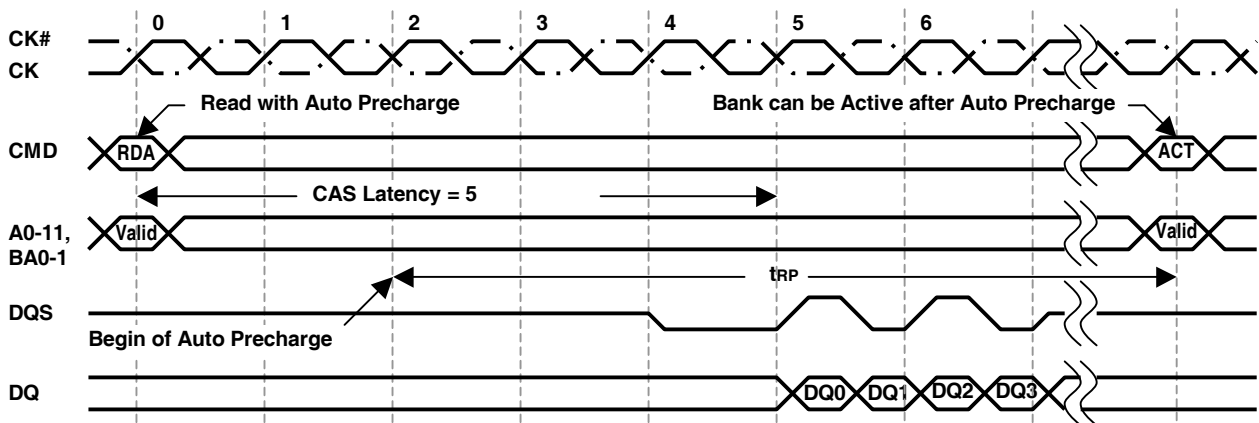 0 1 2 3 4 5 6
CK#
CK
Read with Auto Precharge
Bank can be Active after Auto Precharge
CMD
RDA
ACT
CAS Latency = 5
A0-11,
BA0-1
Valid
Valid
tRP
DQS
Begin of Auto Precharge
DQ
DQ0 DQ1 DQ2 DQ3